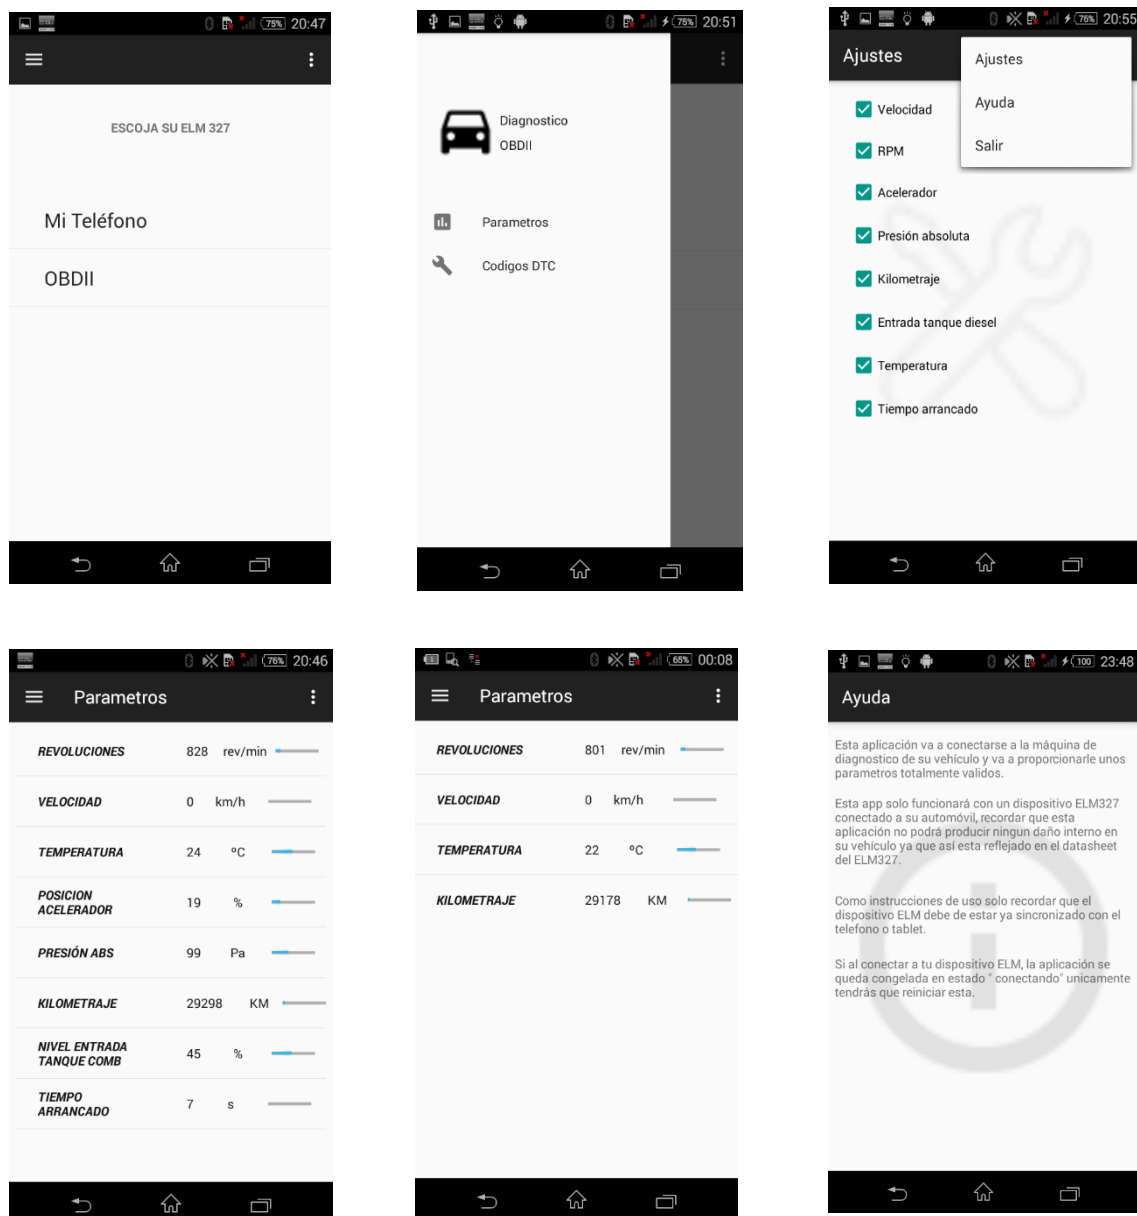 75% 20:47
ESCOJA SU ELM 327
Mi Teléfono
OBDII
75% 20:51
Diagnostico
OBDII
Parametros
Codigos DTC
76% 20:55
Ajustes
Ajustes
Ayuda
Salir
Velocidad
RPM
Acelerador
Presión absoluta
Kilometraje
Entrada tanque diesel
Temperatura
Tiempo arrancado
76% 20:46
Parametros
REVOLUCIONES 828 rev/min
VELOCIDAD 0 km/h
TEMPERATURA 24 ºC
POSICION
ACELERADOR 19 %
PRESIÓN ABS 99 Pa
KILOMETRAJE 29298 KM
NIVEL ENTRADA
TANQUE COMB 45 %
TIEMPO
ARRANCADO 7 s
65% 00:08
Parametros
REVOLUCIONES 801 rev/min
VELOCIDAD 0 km/h
TEMPERATURA 22 ºC
KILOMETRAJE 29178 KM
100 23:48
Ayuda
Esta aplicación va a conectarse a la máquina de
diagnostico de su vehículo y va a proporcionarle unos
parametros totalmente validos.
Esta app solo funcionará con un dispositivo ELM327
conectado a su automóvil, recordar que esta
aplicación no podrá producir ningun daño interno en
su vehículo ya que así esta reflejado en el datasheet
del ELM327.
Como instrucciones de uso solo recordar que el
dispositivo ELM debe de estar ya sincronizado con el
telefono o tablet.
Si al conectar a tu dispositivo ELM, la aplicación se
queda congelada en estado " conectando" unicamente
tendrás que reiniciar esta.